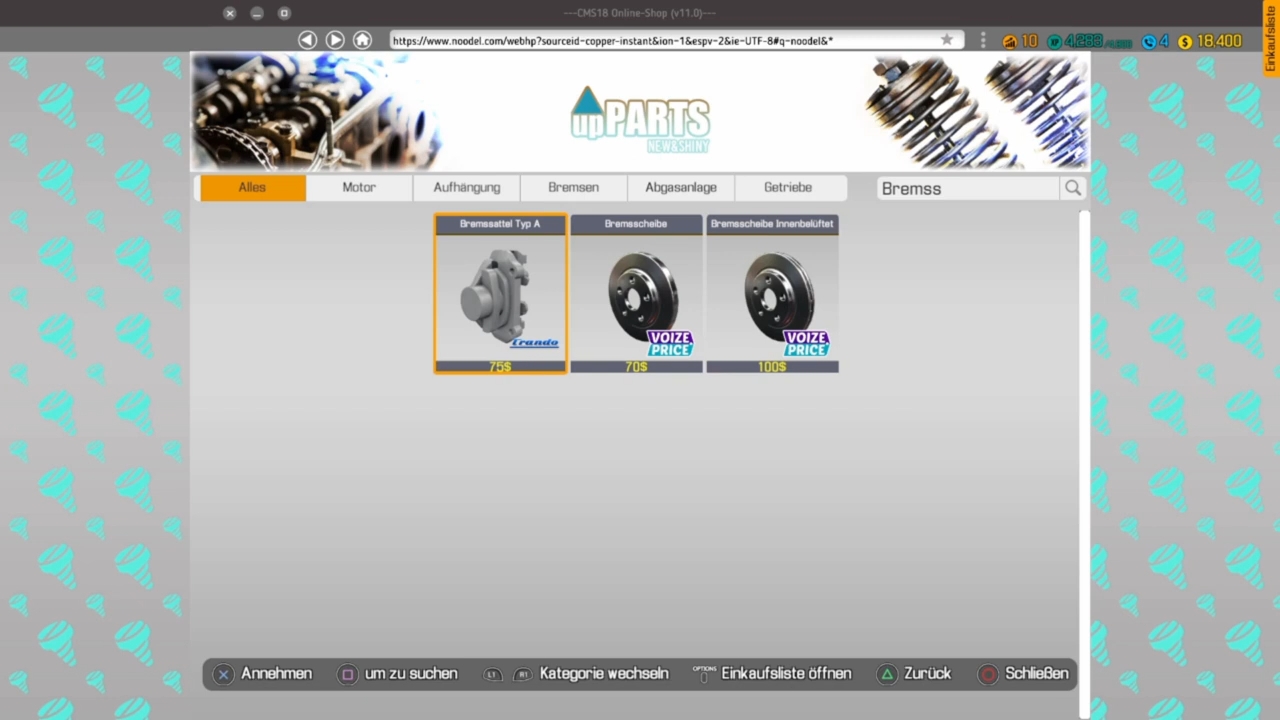 ---CMS18 Online-Shop (v11.0)---
https://www.noodel.com/webhp?sourceid-copper-instant&ion-1&espv-2&ie-UTF-8#q-noodel&*
10
XP 4,283
4
$ 18,400
Einkaufsliste
upPARTS
NEW&SHINY
Alles
Motor
Aufhängung
Bremsen
Abgasanlage
Getriebe
Bremss
Bremssattel Typ A
Bremsscheibe
Bremsscheibe Innenbelüftet
Trando
VOIZE
PRICE
VOIZE
PRICE
75$
70$
100$
Annehmen
um zu suchen
L1
R1
Kategorie wechseln
OPTIONS
Einkaufsliste öffnen
Zurück
Schließen